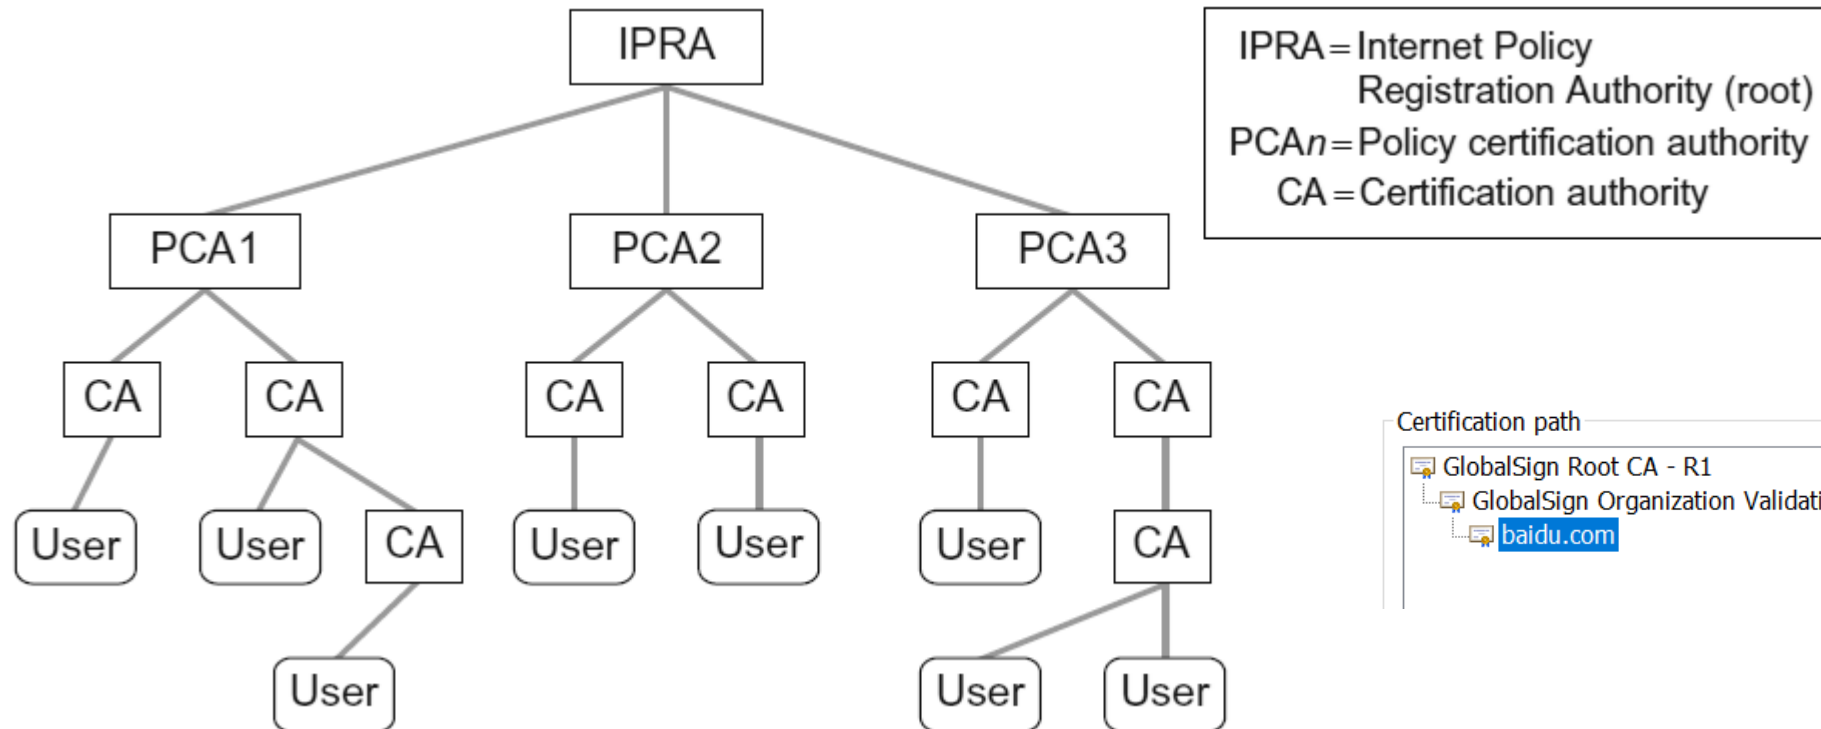 IPRA
IPRA = Internet Policy
Registration Authority (root)
PCAn = Policy certification authority
CA = Certification authority
PCA1
PCA2
PCA3
CA
CA
CA
CA
CA
CA
Certification path
GlobalSign Root CA - R1
GlobalSign Organization Validati
baidu.com
User
User
CA
User
User
User
CA
User
User
User